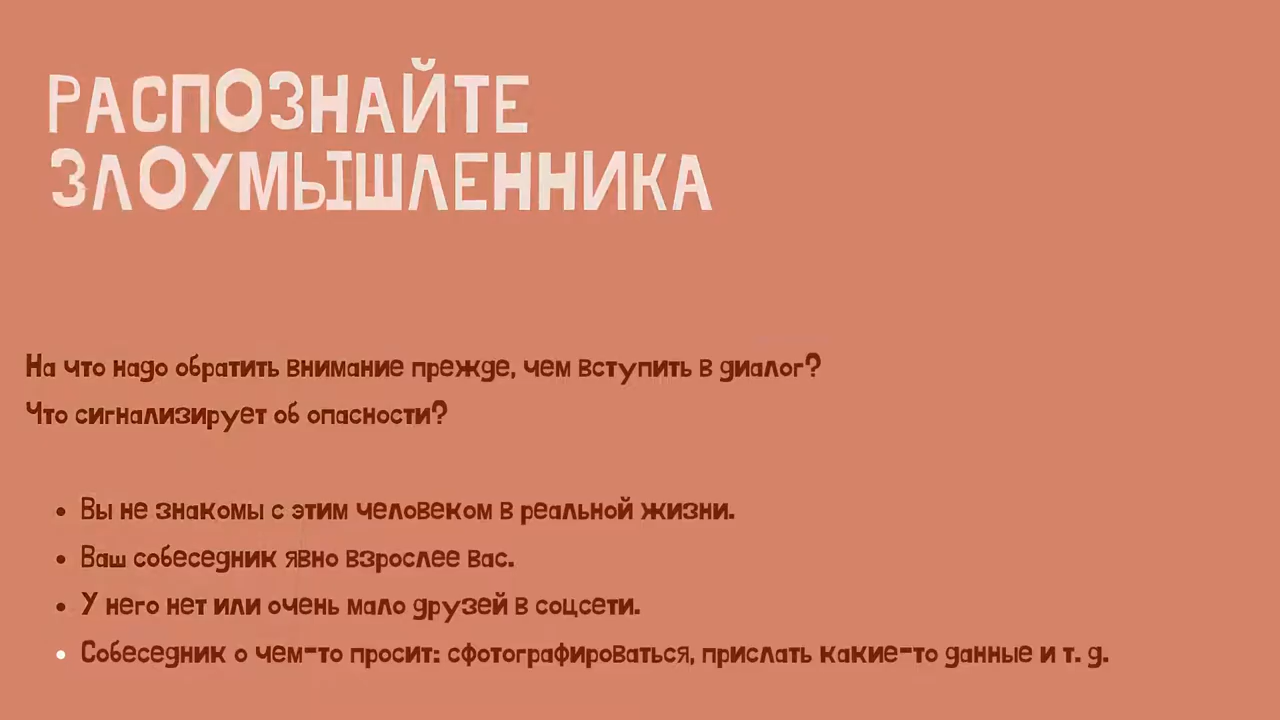 РАСПОЗНАЙТЕ
ЗЛОУМЫШЛЕННИКА
На что надо обратить внимание прежде, чем вступить в диалог?
Что сигнализирует об опасности?
• Вы не знакомы с этим человеком в реальной жизни.
• Ваш собеседник явно взрослее вас.
• У него нет или очень мало друзей в соцсети.
• Собеседник о чем-то просит: сфотографироваться, прислать какие-то данные и т. д.